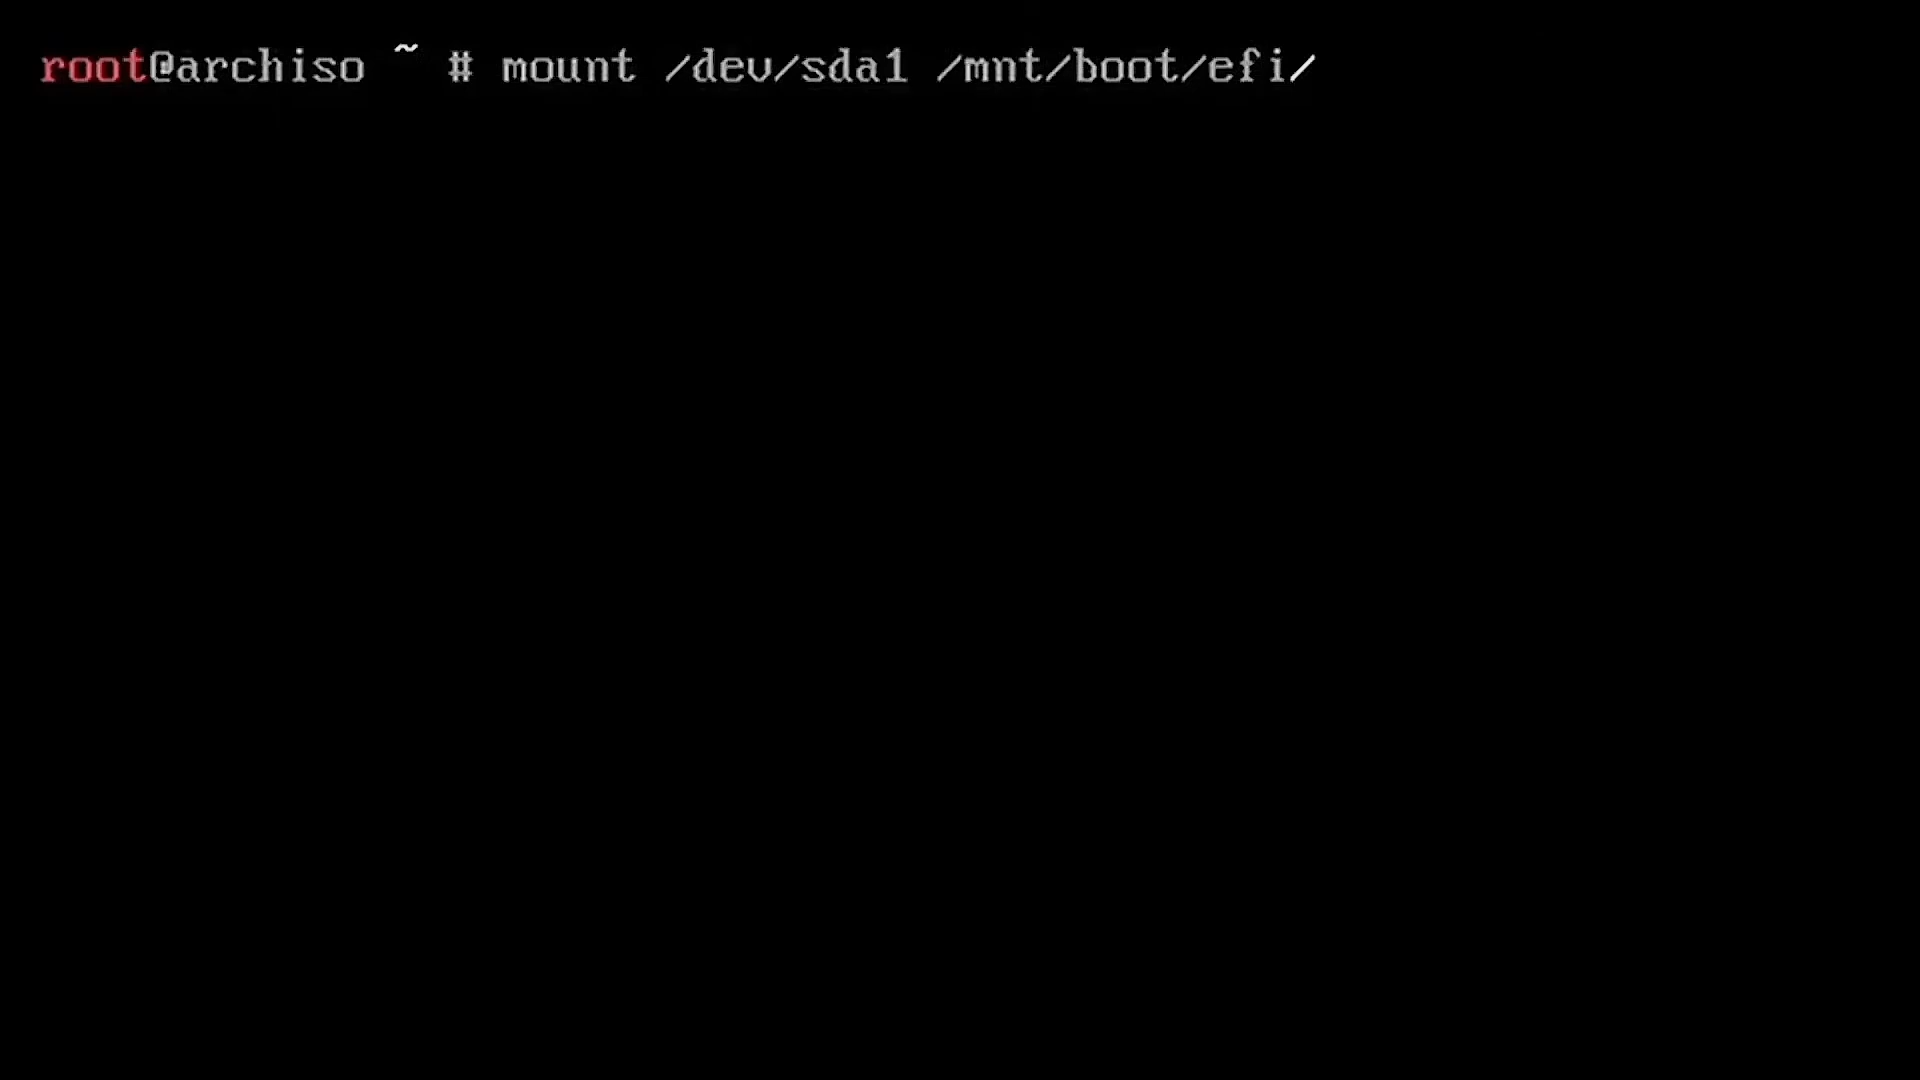 root@archiso ~ # mount /dev/sda1 /mnt/boot/efi/